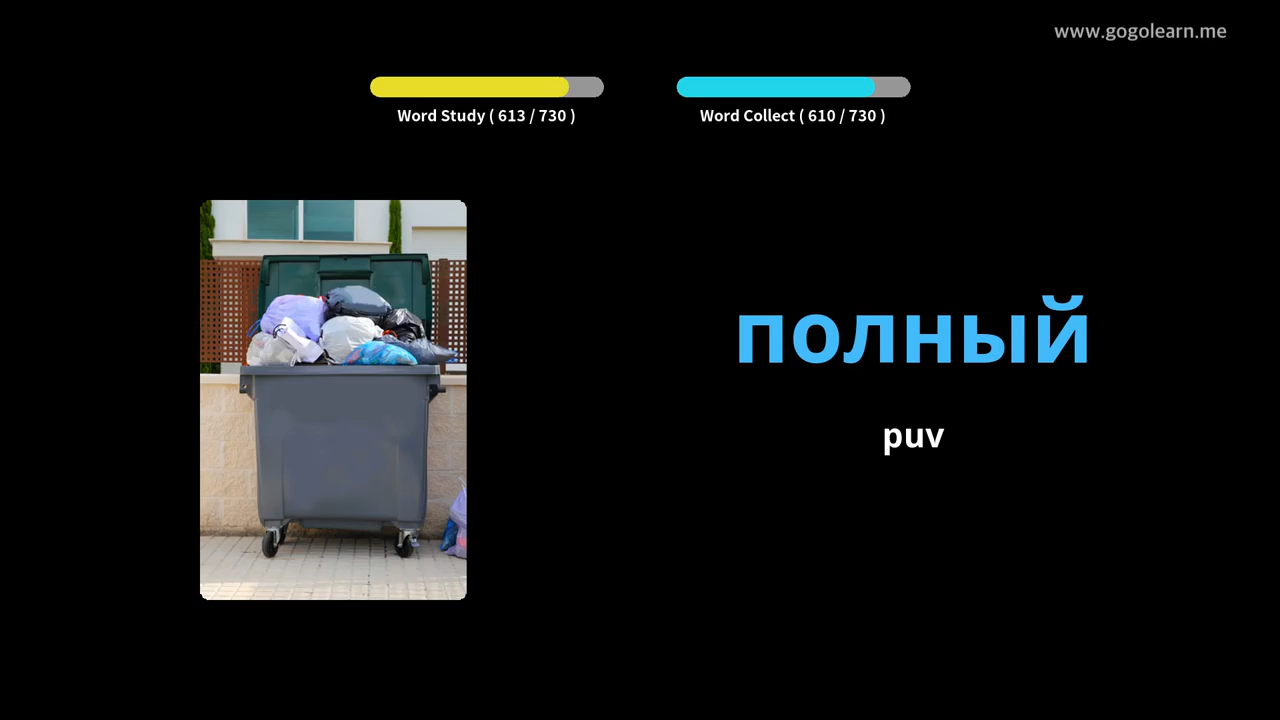 www.gogolearn.me
Word Study ( 613 / 730 )
Word Collect ( 610 / 730 )
полный
puv